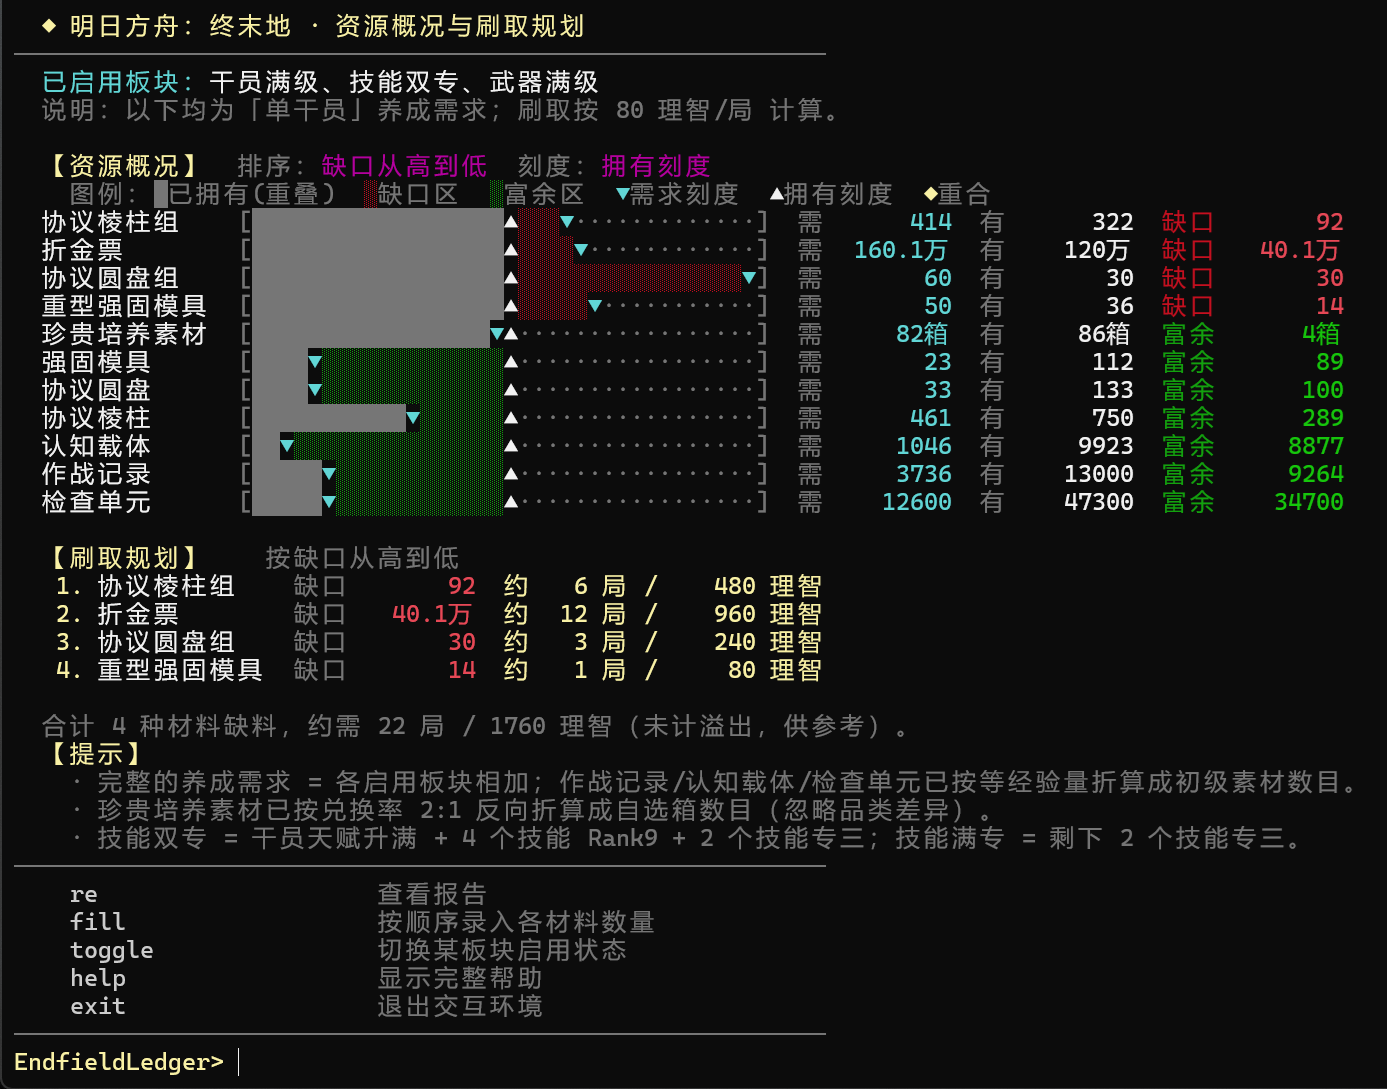 ◆ 明日方舟：终末地 · 资源概况与刷取规划
已启用板块：干员满级、技能双专、武器满级
说明：以下均为「单干员」养成需求；刷取按 80 理智/局 计算。
【资源概况】 排序：缺口从高到低 刻度：拥有刻度
图例：█已拥有(重叠) ▒缺口区 ▒富余区 ▼需求刻度 ▲拥有刻度 ◆重合
协议棱柱组 [▲▼·············] 需 414 有 322 缺口 92
折金票 [▲▼············] 需 160.1万 有 120万 缺口 40.1万
协议圆盘组 [▲▼] 需 60 有 30 缺口 30
重型强固模具 [▲▼···········] 需 50 有 36 缺口 14
珍贵培养素材 [▼▲·················] 需 82箱 有 86箱 富余 4箱
强固模具 [▼▲·················] 需 23 有 112 富余 89
协议圆盘 [▼▲·················] 需 33 有 133 富余 100
协议棱柱 [▼▲·················] 需 461 有 750 富余 289
认知载体 [▼▲·················] 需 1046 有 9923 富余 8877
作战记录 [▼▲·················] 需 3736 有 13000 富余 9264
检查单元 [▼▲·················] 需 12600 有 47300 富余 34700
【刷取规划】 按缺口从高到低
1. 协议棱柱组 缺口 92 约 6 局 / 480 理智
2. 折金票 缺口 40.1万 约 12 局 / 960 理智
3. 协议圆盘组 缺口 30 约 3 局 / 240 理智
4. 重型强固模具 缺口 14 约 1 局 / 80 理智
合计 4 种材料缺料，约需 22 局 / 1760 理智（未计溢出，供参考）。
【提示】
· 完整的养成需求 = 各启用板块相加；作战记录/认知载体/检查单元已按等经验量折算成初级素材数目。
· 珍贵培养素材已按兑换率 2:1 反向折算成自选箱数目（忽略品类差异）。
· 技能双专 = 干员天赋升满 + 4 个技能 Rank9 + 2 个技能专三；技能满专 = 剩下 2 个技能专三。
re 查看报告
fill 按顺序录入各材料数量
toggle 切换某板块启用状态
help 显示完整帮助
exit 退出交互环境
EndfieldLedger>